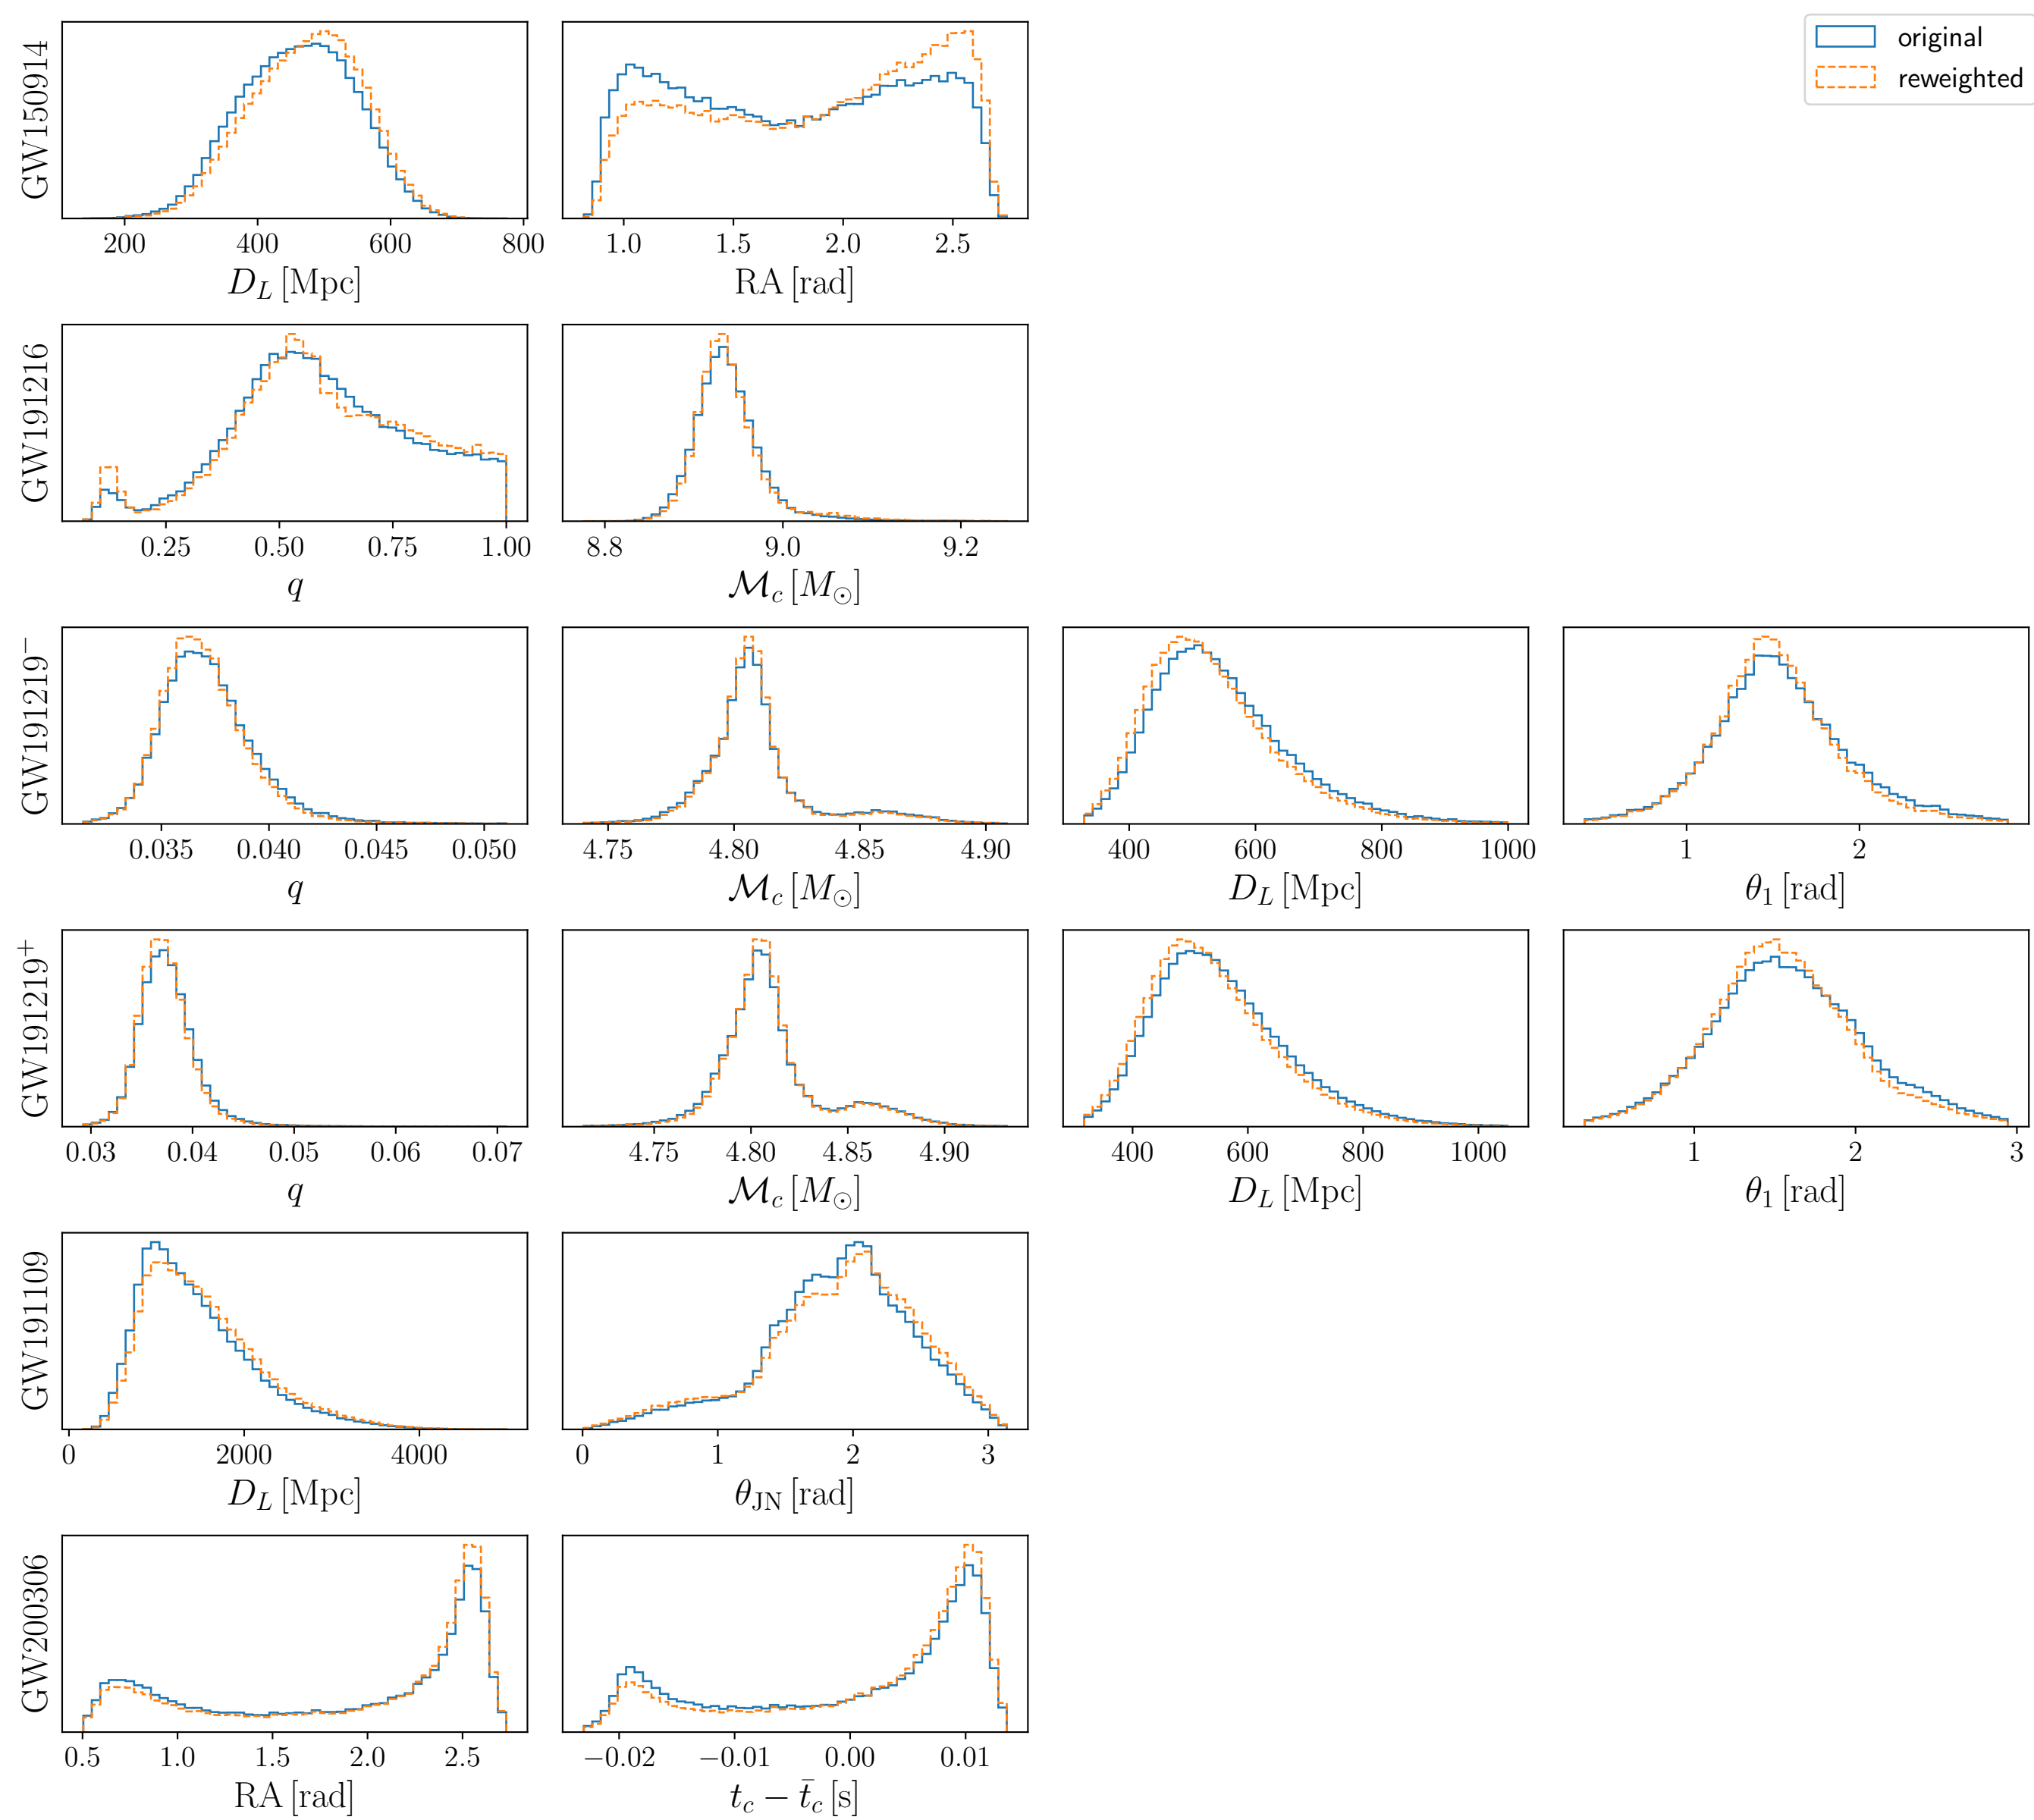 original
reweighted
GW150914
200 400 600 800
D_L [Mpc]
1.0 1.5 2.0 2.5
RA [rad]
GW191216
0.25 0.50 0.75 1.00
q
8.8 9.0 9.2
ℳ_c [M_⊙]
GW191219⁻
0.035 0.040 0.045 0.050
q
4.75 4.80 4.85 4.90
ℳ_c [M_⊙]
400 600 800 1000
D_L [Mpc]
1 2
θ_1 [rad]
GW191219⁺
0.03 0.04 0.05 0.06 0.07
q
4.75 4.80 4.85 4.90
ℳ_c [M_⊙]
400 600 800 1000
D_L [Mpc]
1 2 3
θ_1 [rad]
GW191109
0 2000 4000
D_L [Mpc]
0 1 2 3
θ_JN [rad]
GW200306
0.5 1.0 1.5 2.0 2.5
RA [rad]
−0.02 −0.01 0.00 0.01
t_c − t̄_c [s]